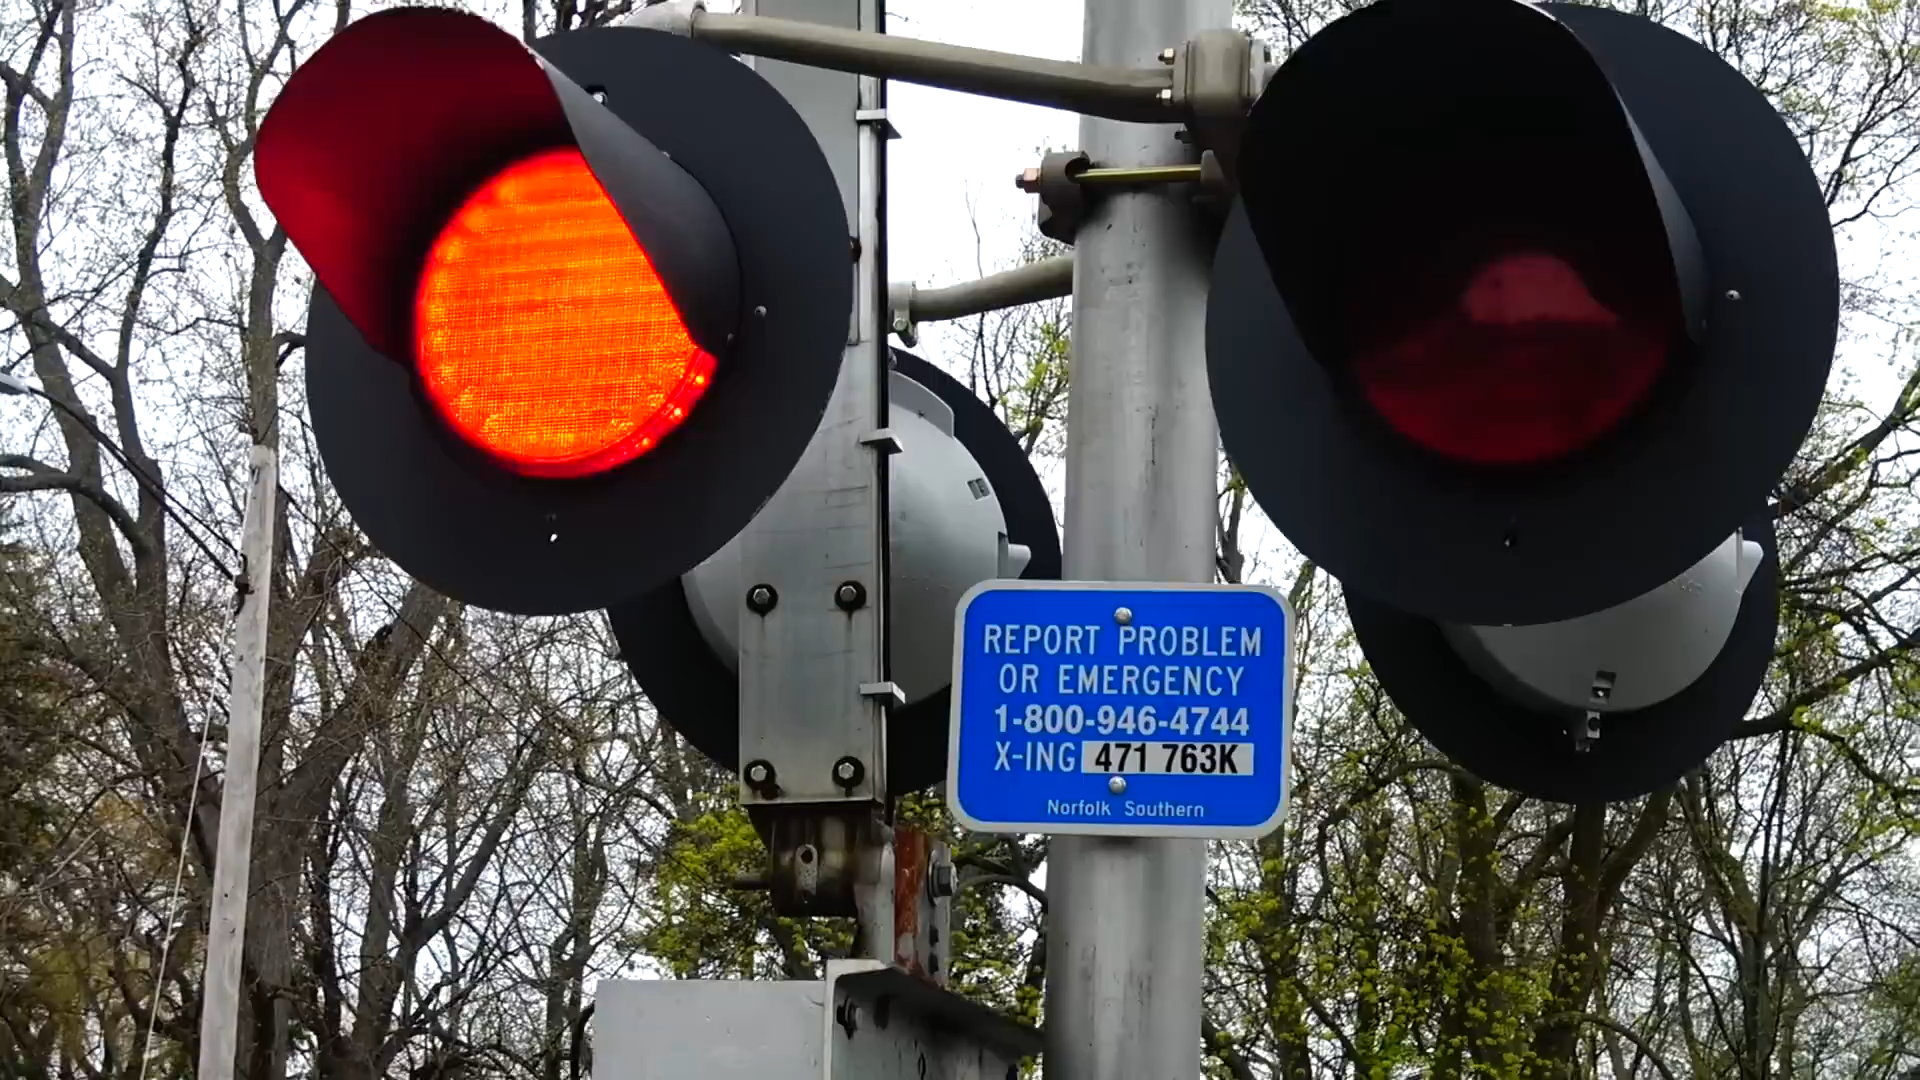 REPORT PROBLEM
OR EMERGENCY
1-800-946-4744
X-ING 471 763K
Norfolk Southern